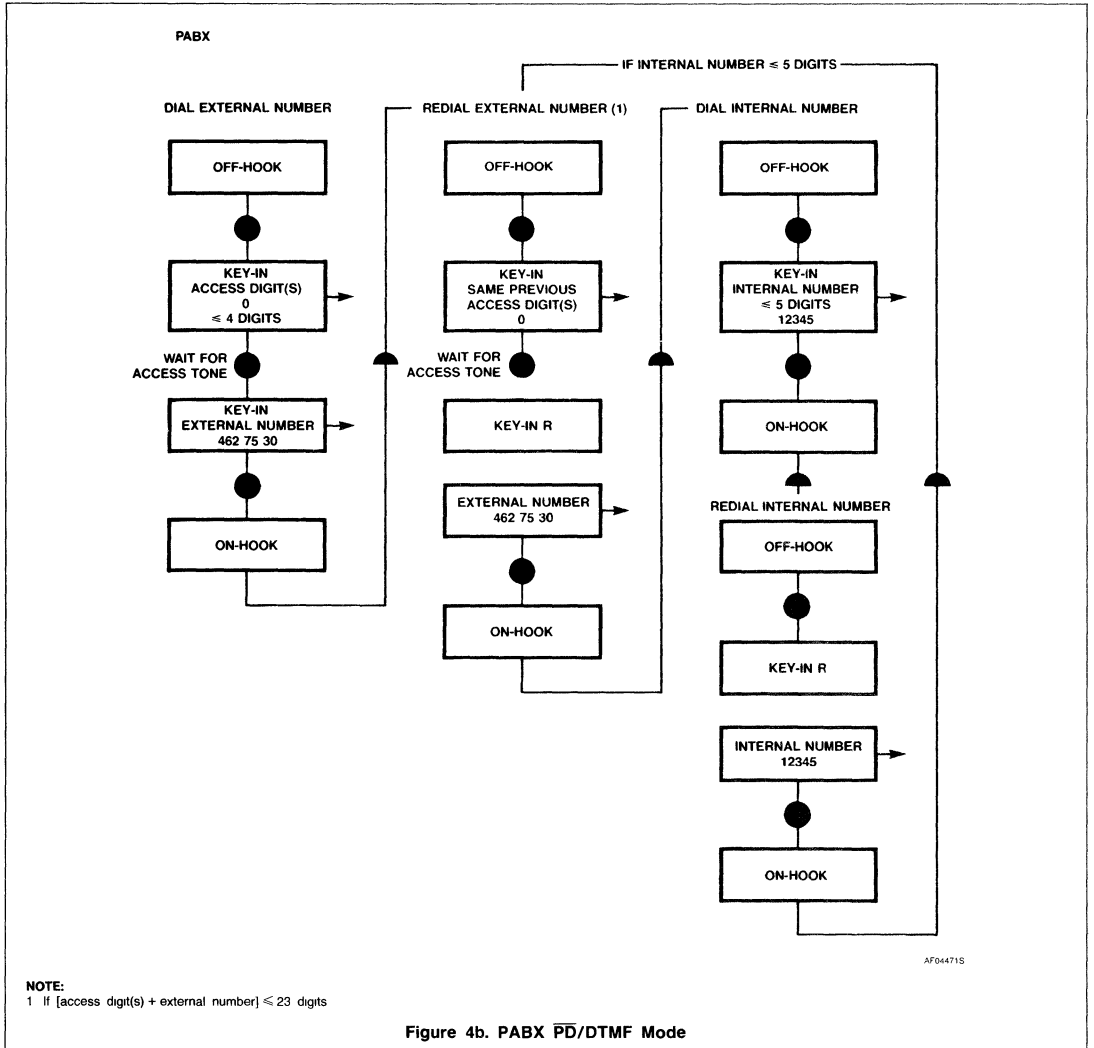 PABX
IF INTERNAL NUMBER ≤ 5 DIGITS
DIAL EXTERNAL NUMBER
OFF-HOOK
KEY-IN
ACCESS DIGIT(S)
0
≤ 4 DIGITS
WAIT FOR
ACCESS TONE
KEY-IN
EXTERNAL NUMBER
462 75 30
ON-HOOK
REDIAL EXTERNAL NUMBER (1)
OFF-HOOK
KEY-IN
SAME PREVIOUS
ACCESS DIGIT(S)
0
WAIT FOR
ACCESS TONE
KEY-IN R
EXTERNAL NUMBER
462 75 30
ON-HOOK
DIAL INTERNAL NUMBER
OFF-HOOK
KEY-IN
INTERNAL NUMBER
≤ 5 DIGITS
12345
ON-HOOK
REDIAL INTERNAL NUMBER
OFF-HOOK
KEY-IN R
INTERNAL NUMBER
12345
ON-HOOK
AF04471S
NOTE:
1 If [access digit(s) + external number] ≤ 23 digits
Figure 4b. PABX P̅D̅/DTMF Mode